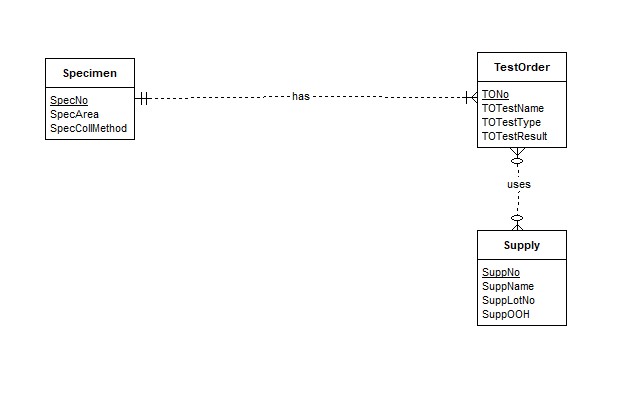 Specimen
SpecNo
SpecArea
SpecCollMethod
has
TestOrder
TONo
TOTestName
TOTestType
TOTestResult
uses
Supply
SuppNo
SuppName
SuppLotNo
SuppOOH